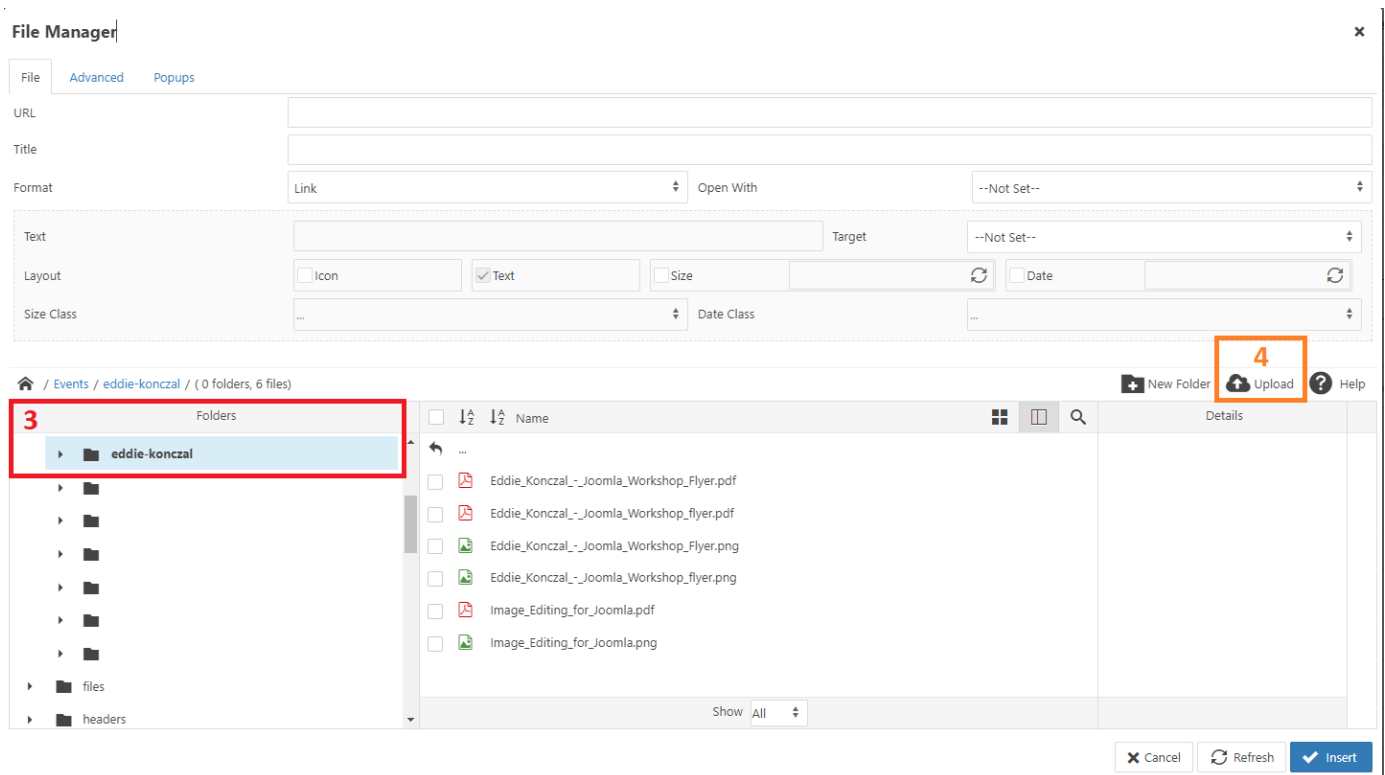 File Manager
File Advanced Popups
URL
Title
Format Link Open With --Not Set--
Text Target --Not Set--
Layout Icon Text Size Date
Size Class ... Date Class ...
4
/ Events / eddie-konczal / ( 0 folders, 6 files) New Folder Upload Help
3 Folders Name Details
eddie-konczal ...
Eddie_Konczal_-_Joomla_Workshop_Flyer.pdf
Eddie_Konczal_-_Joomla_Workshop_flyer.pdf
Eddie_Konczal_-_Joomla_Workshop_Flyer.png
Eddie_Konczal_-_Joomla_Workshop_flyer.png
Image_Editing_for_Joomla.pdf
Image_Editing_for_Joomla.png
files
headers Show All
Cancel Refresh Insert